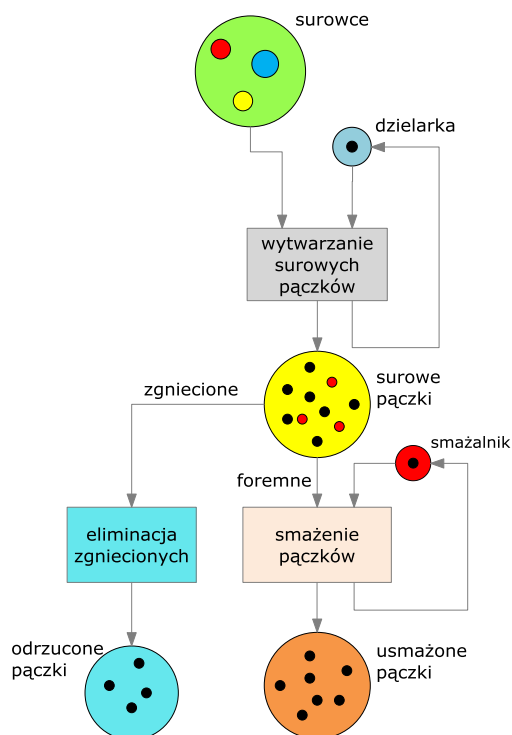 surowce
dzielarka
wytwarzanie
surowych
pączków
zgniecione
surowe
pączki
smażalnik
foremne
eliminacja
zgniecionych
smażenie
pączków
odrzucone
pączki
usmażone
pączki